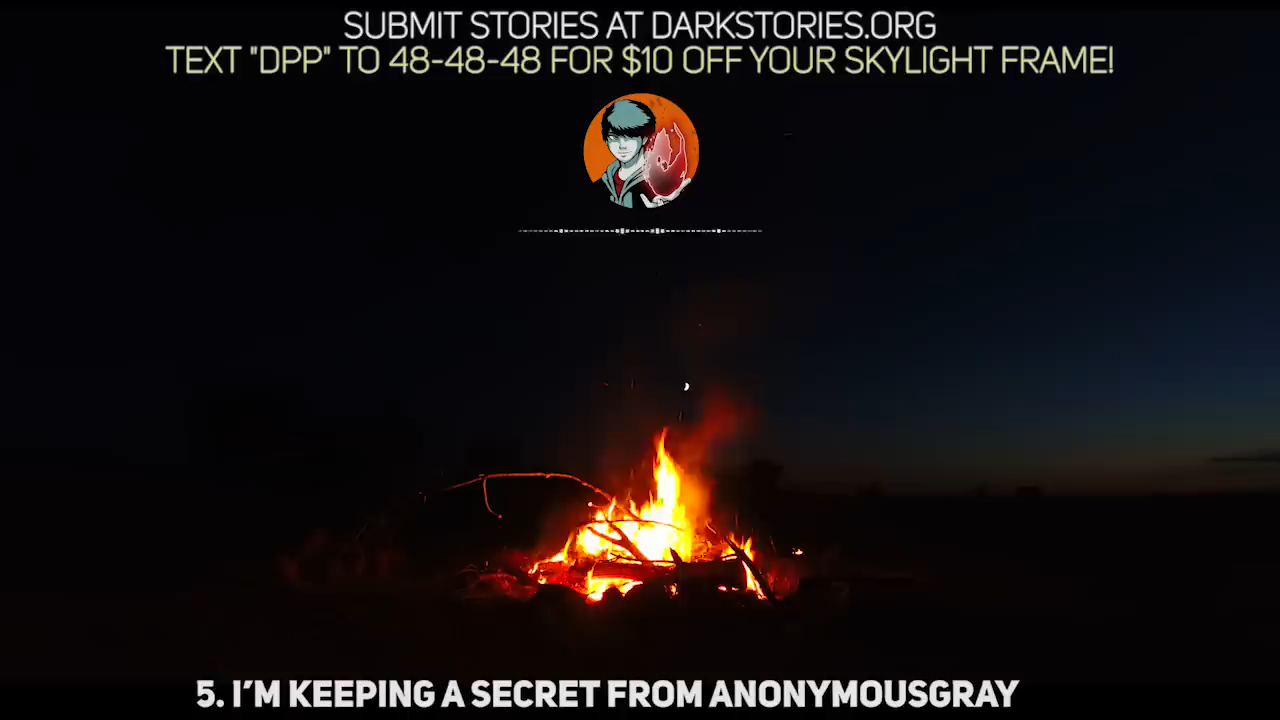 SUBMIT STORIES AT DARKSTORIES.ORG
TEXT "DPP" TO 48-48-48 FOR $10 OFF YOUR SKYLIGHT FRAME!
5. I'M KEEPING A SECRET FROM ANONYMOUSGRAY